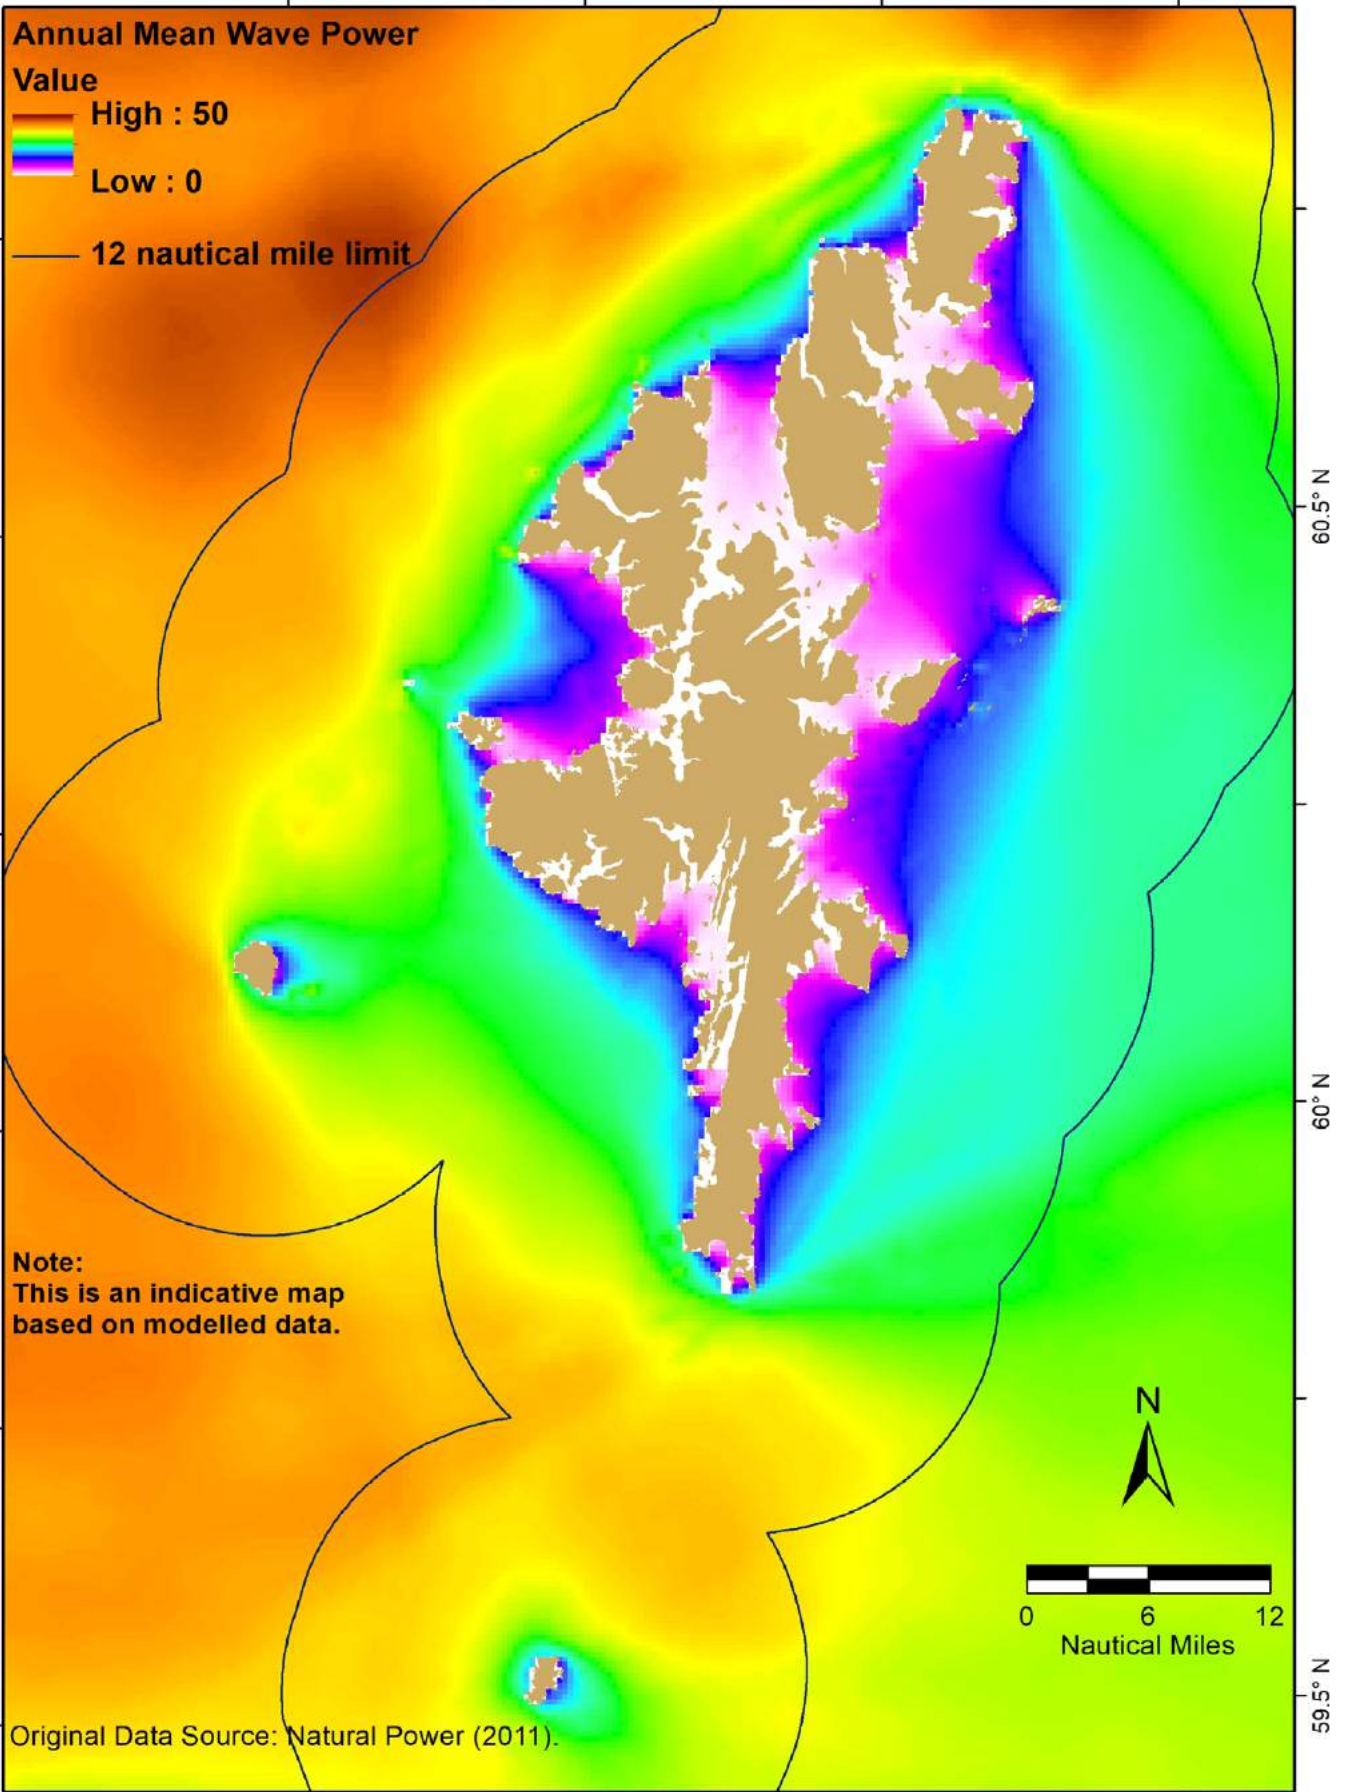 Annual Mean Wave Power
Value
High : 50
Low : 0
12 nautical mile limit
60.5° N
60° N
Note:
This is an indicative map
based on modelled data.
N
0 6 12
Nautical Miles
59.5° N
Original Data Source: Natural Power (2011).